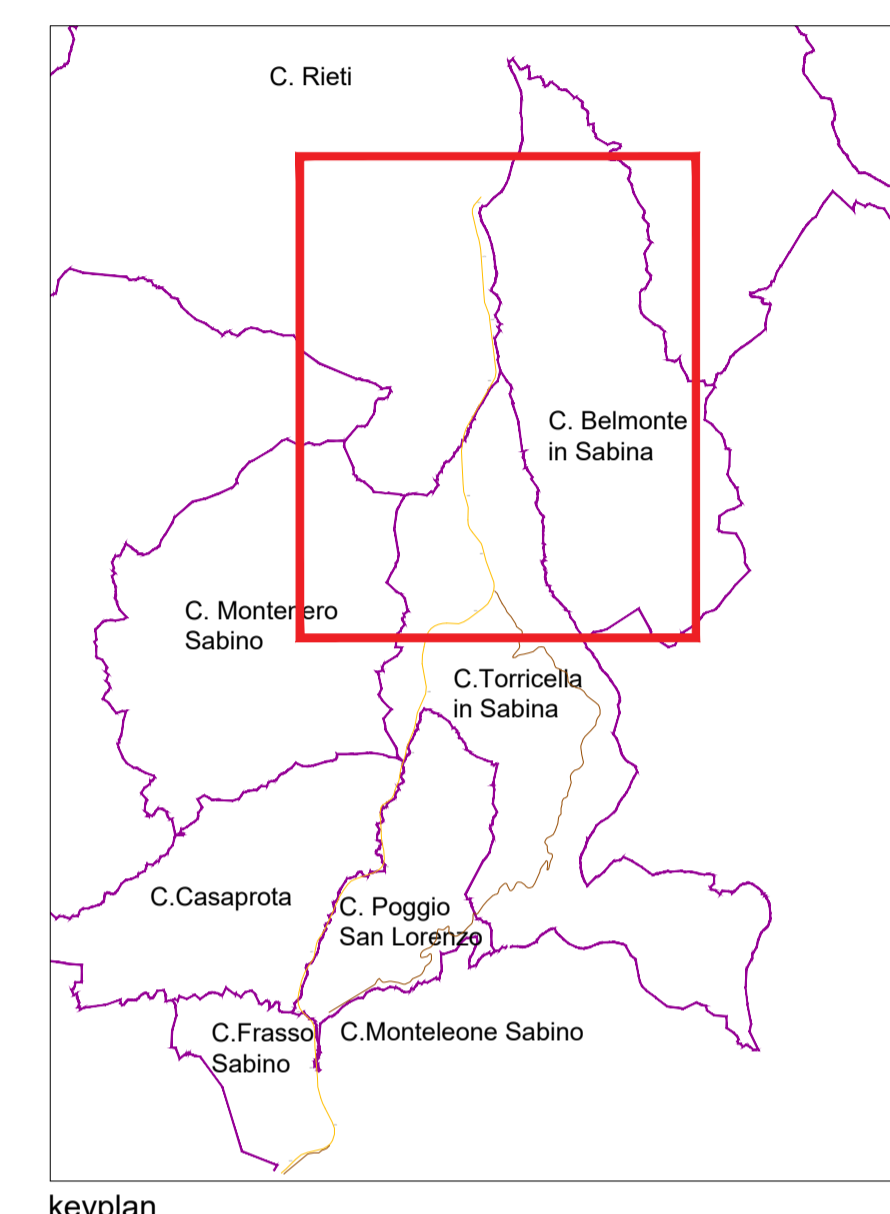 C. Rieti
C. Belmonte
in Sabina
C. Montenero
Sabino
C.Torricella
in Sabina
C.Casaprota
C. Poggio
San Lorenzo
C.Frasso
Sabino
C.Monteleone Sabino
keyplan